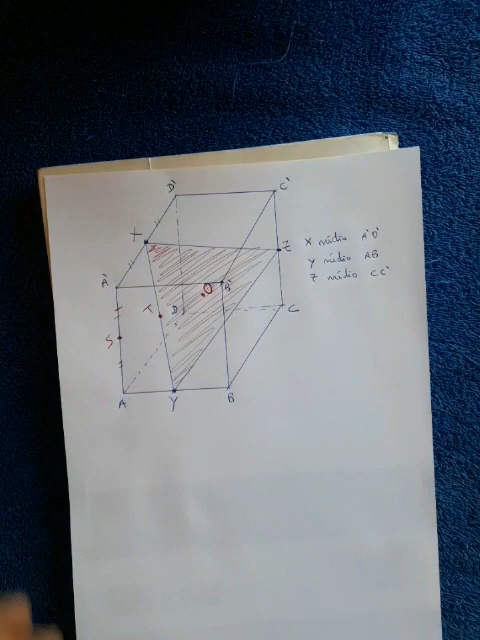 D' C'
X Z X médio A'D'
Y médio AB
A' B' Z médio CC'
O
T D C
S
A Y B